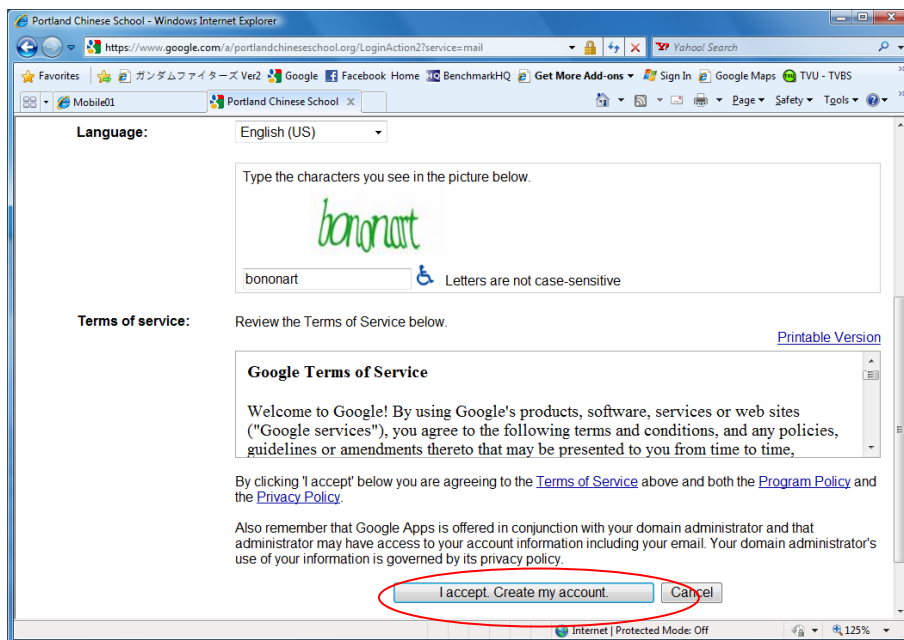 Portland Chinese School - Windows Internet Explorer
https://www.google.com/a/portlandchineseschool.org/LoginAction2?service=mail
Yahoo! Search
Favorites ガンダムファイターズ Ver2 Google Facebook Home BenchmarkHQ Get More Add-ons Sign In Google Maps TVU - TVBS
Mobile01 Portland Chinese School X Page Safety Tools
Language: English (US)
Type the characters you see in the picture below.
bononart
bononart Letters are not case-sensitive
Terms of service: Review the Terms of Service below.
Printable Version
Google Terms of Service
Welcome to Google! By using Google's products, software, services or web sites
("Google services"), you agree to the following terms and conditions, and any policies,
guidelines or amendments thereto that may be presented to you from time to time,
By clicking 'I accept' below you are agreeing to the Terms of Service above and both the Program Policy and
the Privacy Policy.
Also remember that Google Apps is offered in conjunction with your domain administrator and that
administrator may have access to your account information including your email. Your domain administrator's
use of your information is governed by its privacy policy.
I accept. Create my account. Cancel
Internet | Protected Mode: Off 125%